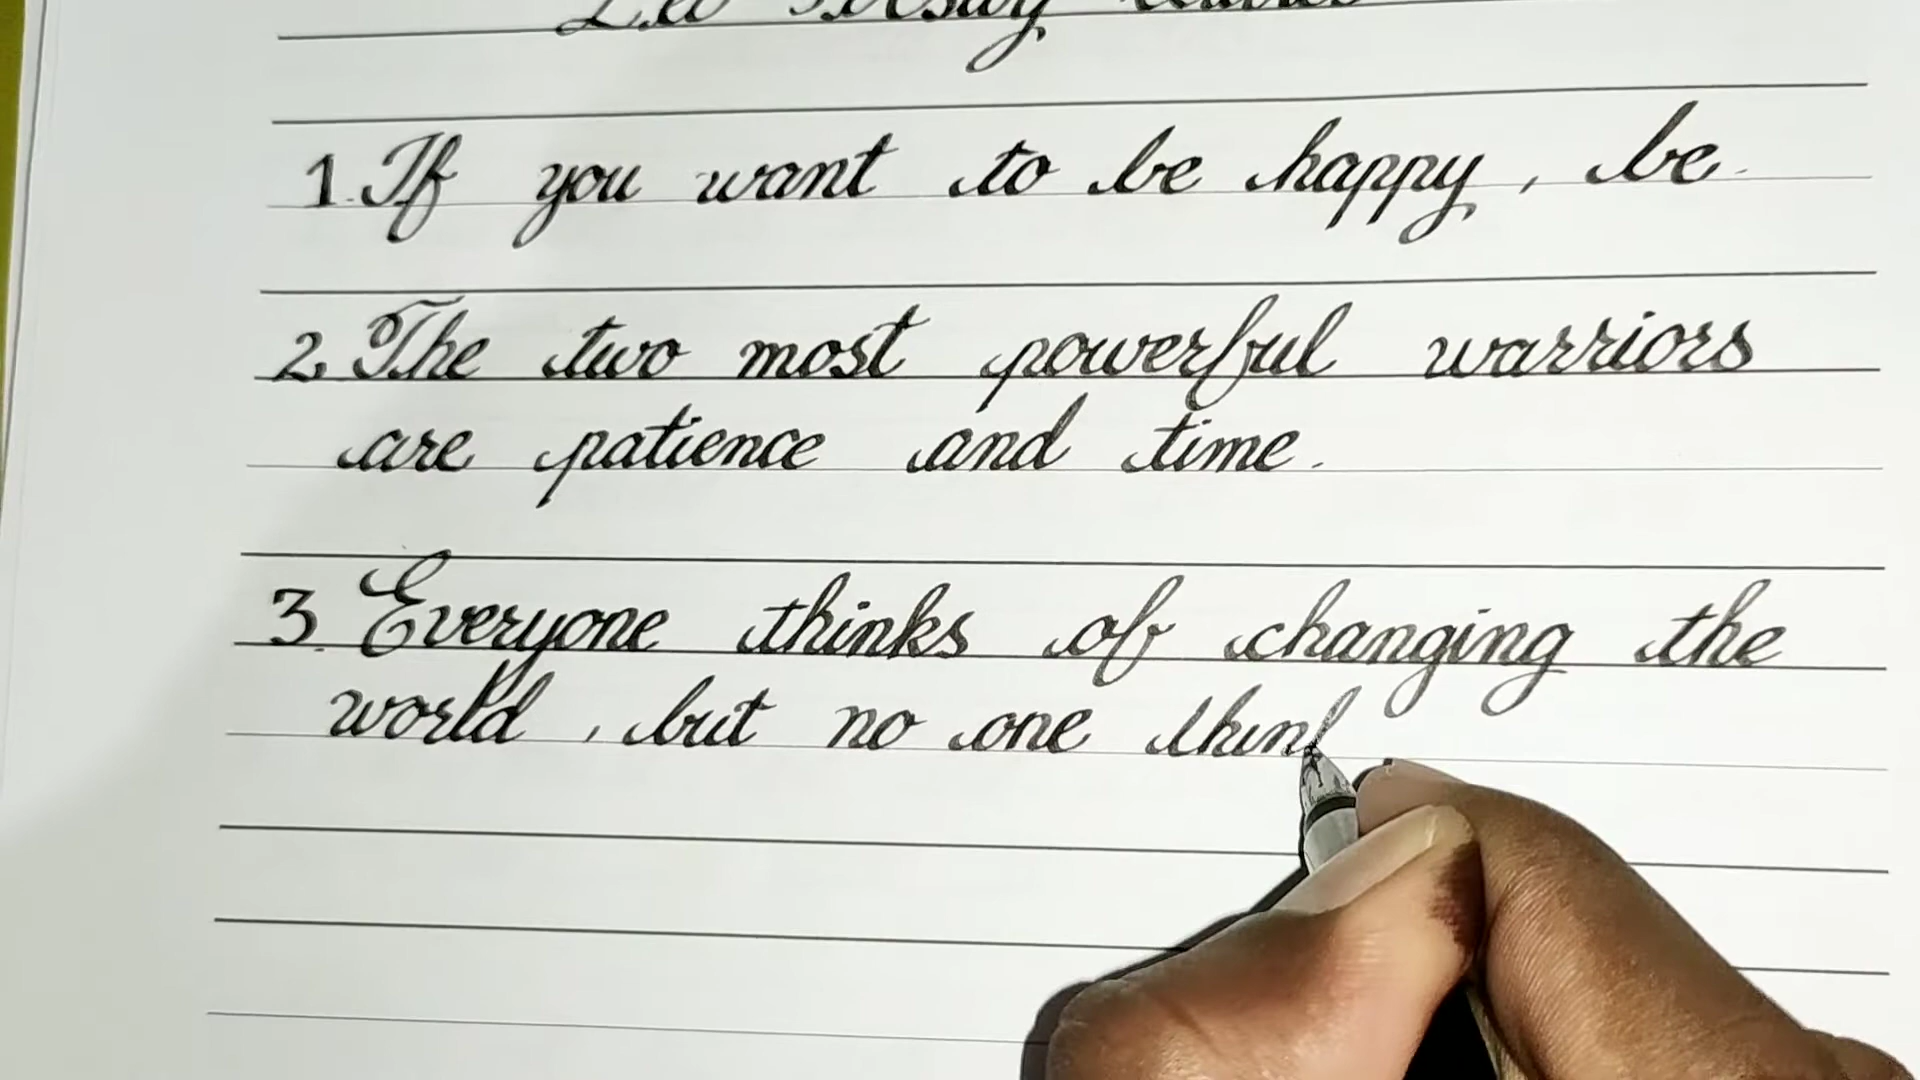 1. If you want to be happy, be.
2. The two most powerful warriors
are patience and time.
3. Everyone thinks of changing the
world, but no one think